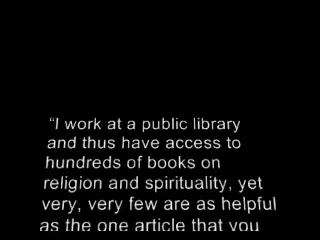 “I work at a public library
and thus have access to
hundreds of books on
religion and spirituality, yet
very, very few are as helpful
as the one article that you